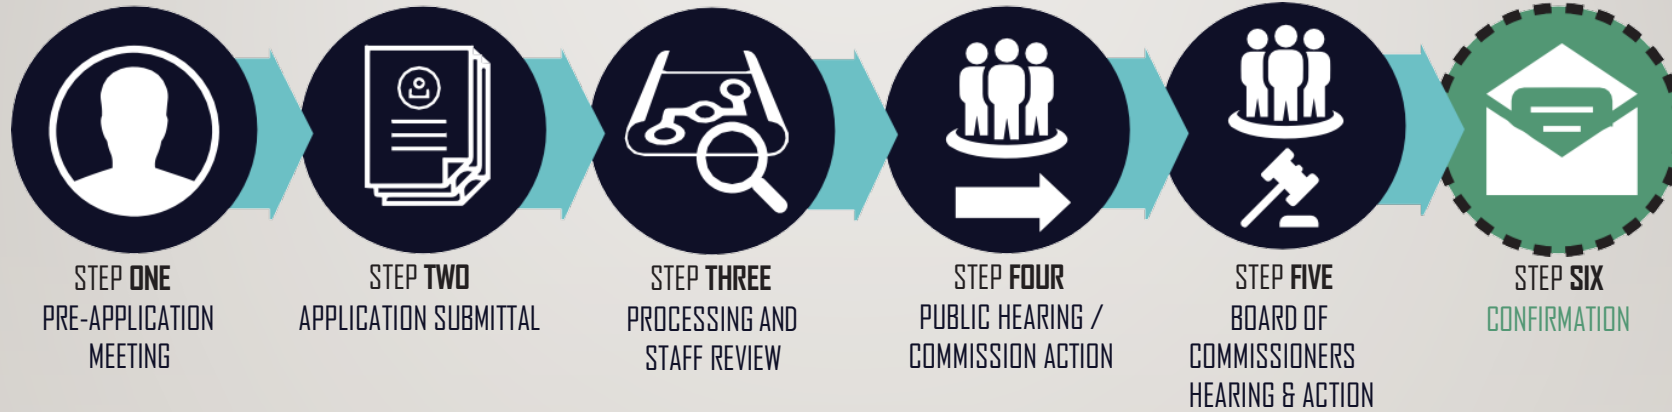 STEP ONE
PRE-APPLICATION
MEETING
STEP TWO
APPLICATION SUBMITTAL
STEP THREE
PROCESSING AND
STAFF REVIEW
STEP FOUR
PUBLIC HEARING /
COMMISSION ACTION
STEP FIVE
BOARD OF
COMMISSIONERS
HEARING & ACTION
STEP SIX
CONFIRMATION